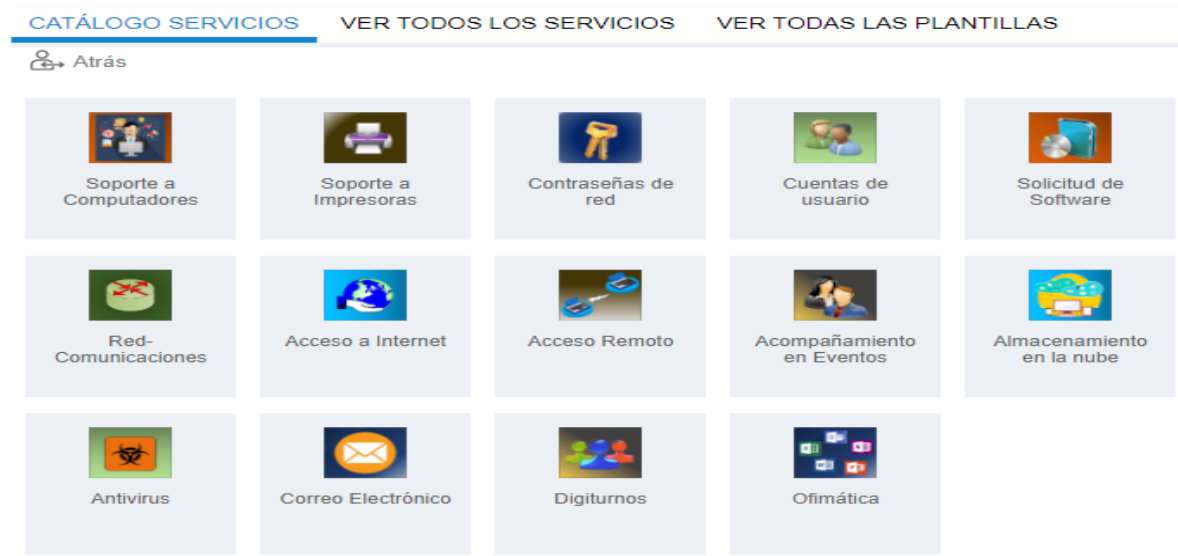 CATÁLOGO SERVICIOS VER TODOS LOS SERVICIOS VER TODAS LAS PLANTILLAS
Atrás
Soporte a
Computadores
Soporte a
Impresoras
Contraseñas de
red
Cuentas de
usuario
Solicitud de
Software
Red-
Comunicaciones
Acceso a Internet
Acceso Remoto
Acompañamiento
en Eventos
Almacenamiento
en la nube
Antivirus
Correo Electrónico
Digiturnos
Ofimática